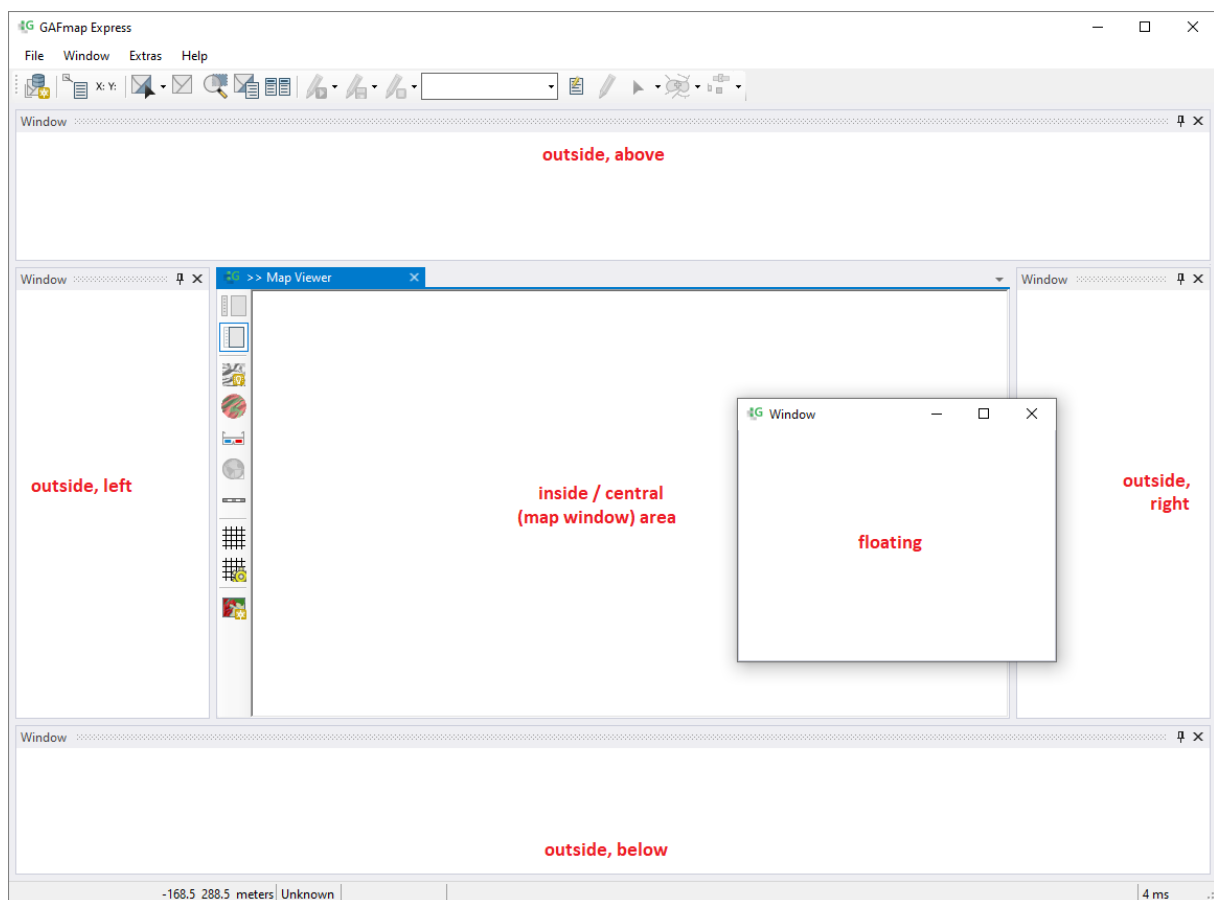 GAFmap Express
File Window Extras Help
X: Y:
Window
outside, above
Window
>> Map Viewer
Window
Window
outside, left
inside / central
(map window) area
floating
outside,
right
Window
outside, below
-168.5 288.5 meters Unknown
4 ms